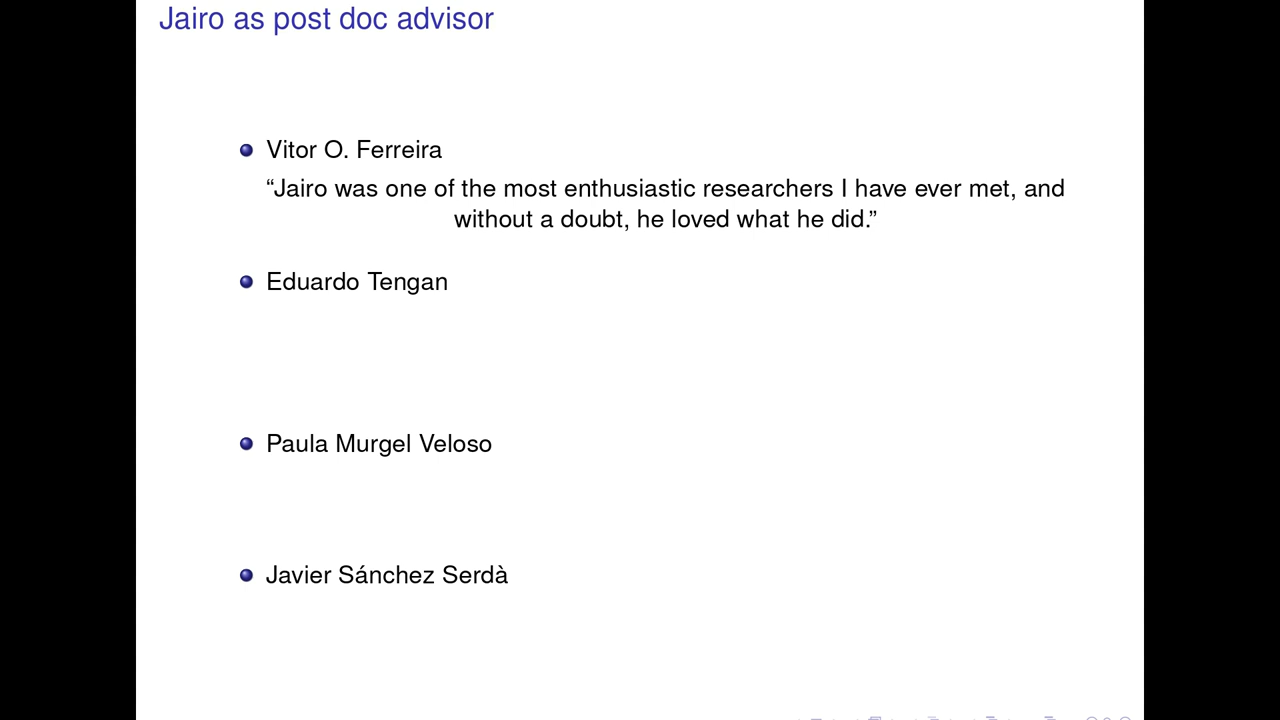 Jairo as post doc advisor
Vitor O. Ferreira
“Jairo was one of the most enthusiastic researchers I have ever met, and
without a doubt, he loved what he did.”
Eduardo Tengan
Paula Murgel Veloso
Javier Sánchez Serdà